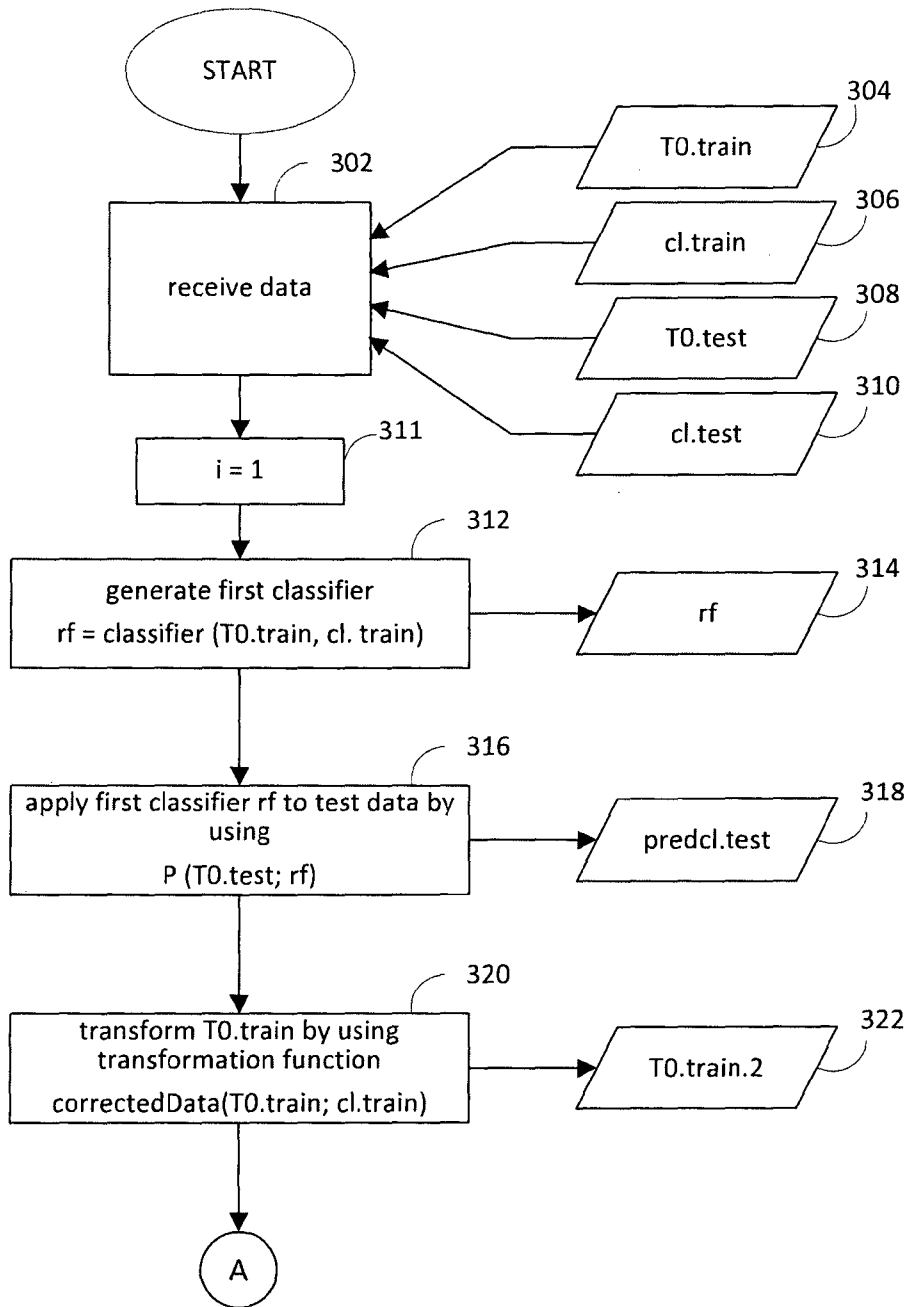 START
304
T0.train
302
306
cl.train
receive data
308
T0.test
310
cl.test
311
i = 1
312
generate first classifier
rf = classifier (T0.train, cl. train)
314
rf
316
apply first classifier rf to test data by
using
P (T0.test; rf)
318
predcl.test
320
transform T0.train by using
transformation function
correctedData(T0.train; cl.train)
322
T0.train.2
A